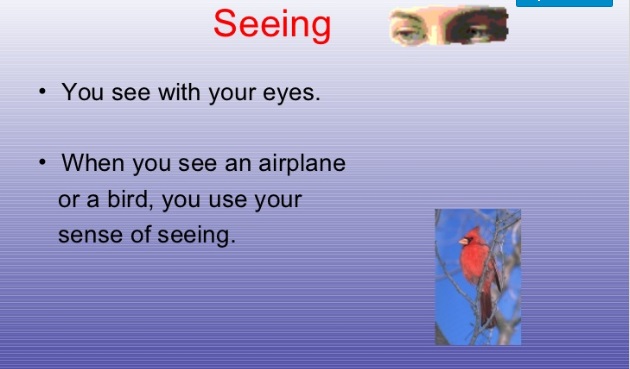 Seeing
• You see with your eyes.
• When you see an airplane
or a bird, you use your
sense of seeing.